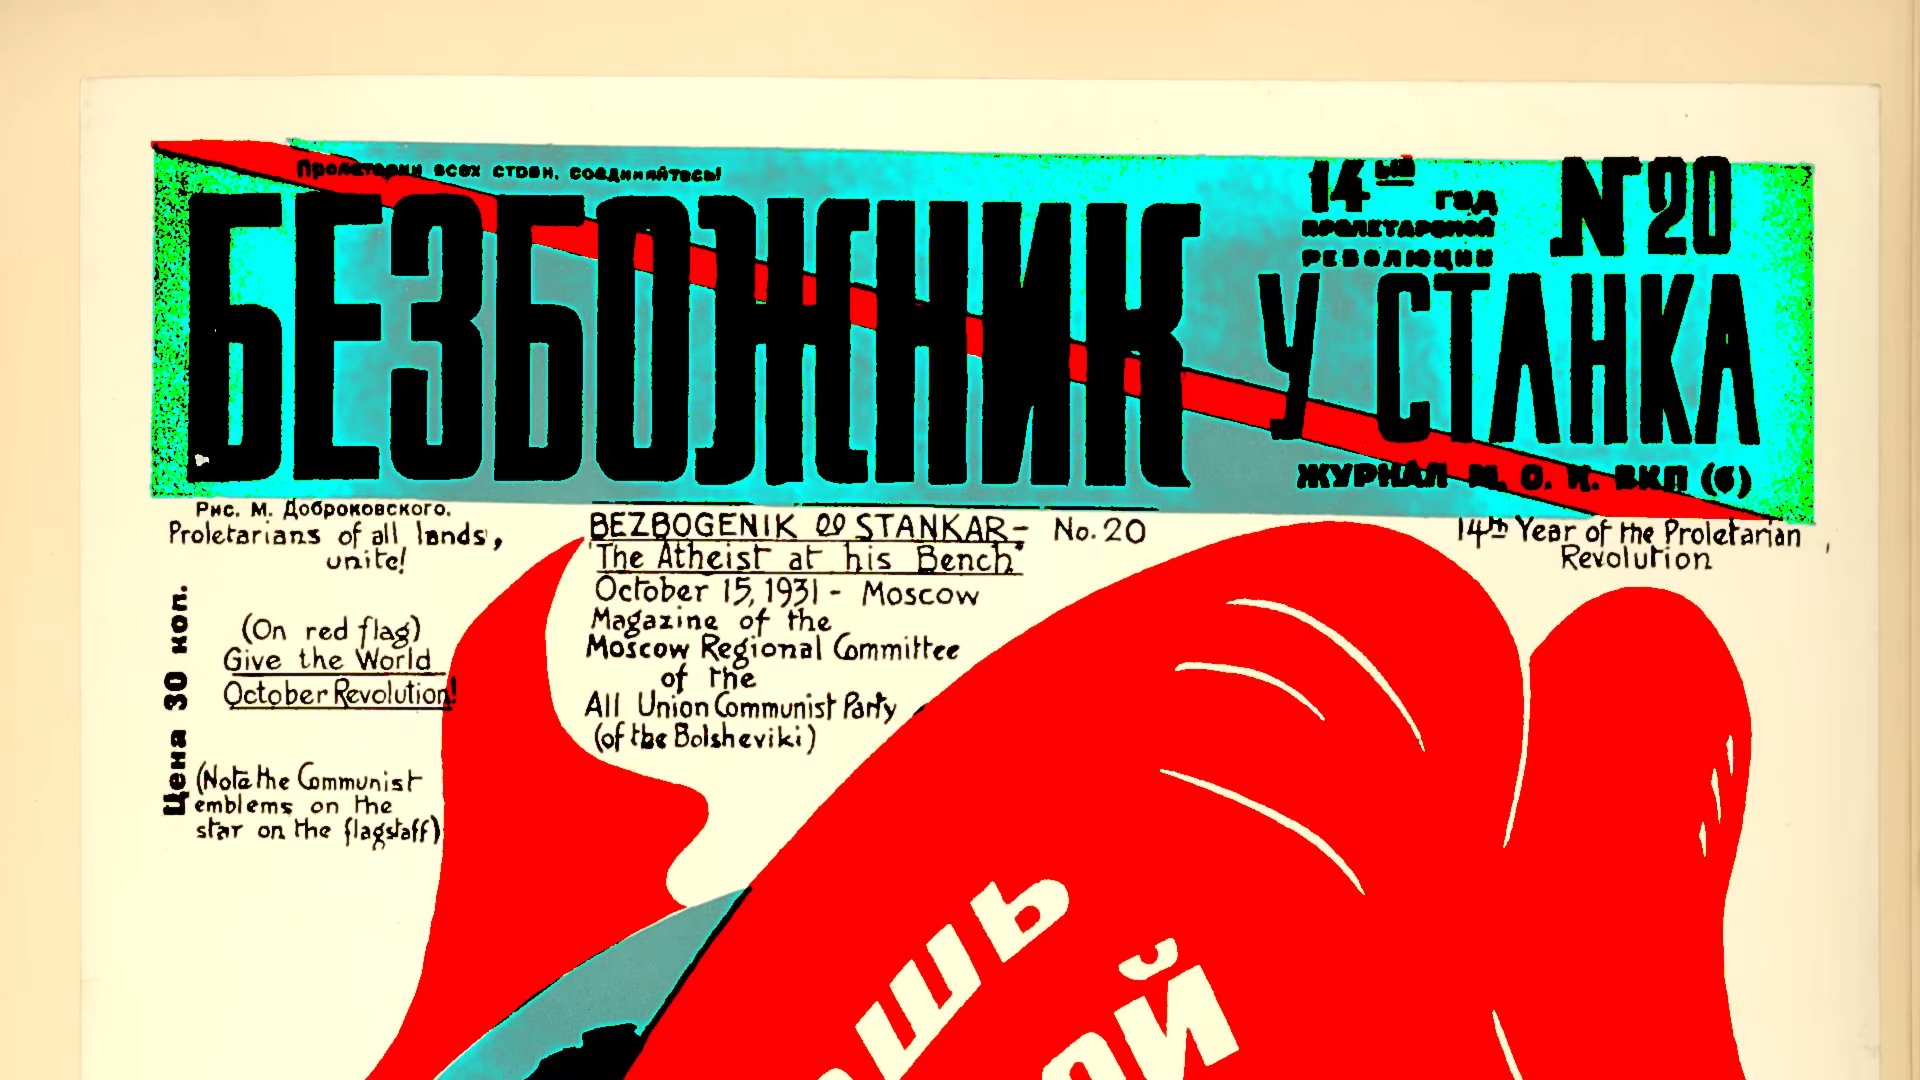 Пролетарии всех стран, соединяйтесь!
БЕЗБОЖНИК
14ый год
пролетарской
революции
№20
У СТАНКА
ЖУРНАЛ М. О. К. ВКП (б)
Рис. М. Доброковского.
Цена 30 коп.
Proletarians of all lands,
unite!
(On red flag)
Give the World
October Revolution!
(Note the Communist
emblems on the
star on the flagstaff)
BEZBOGENIK OO STANKAR- No. 20
"The Atheist at his Bench"
October 15, 1931 - Moscow
Magazine of the
Moscow Regional Committee
of the
All Union Communist Party
(of the Bolsheviki)
14th Year of the Proletarian
Revolution